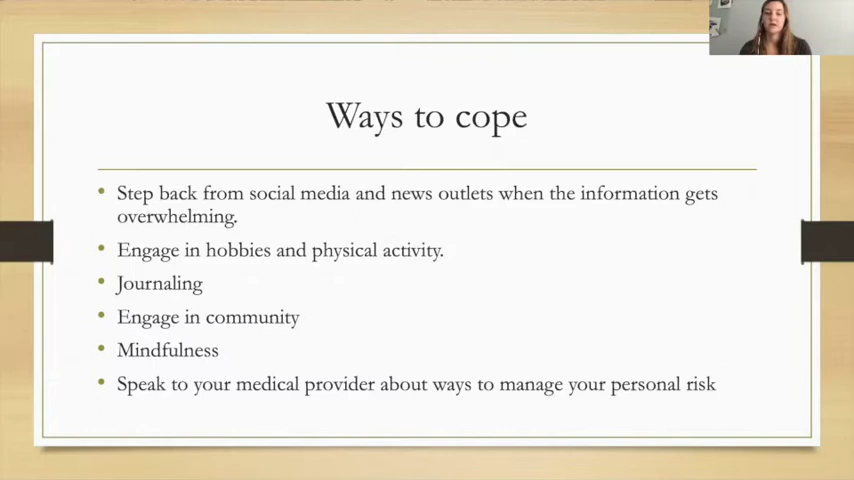 Ways to cope
Step back from social media and news outlets when the information gets
overwhelming.
Engage in hobbies and physical activity.
Journaling
Engage in community
Mindfulness
Speak to your medical provider about ways to manage your personal risk